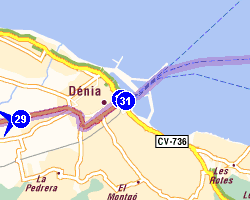 Dénia
31
29
CV-736
La
Pedrera
El
Montgó
Les
Rotes